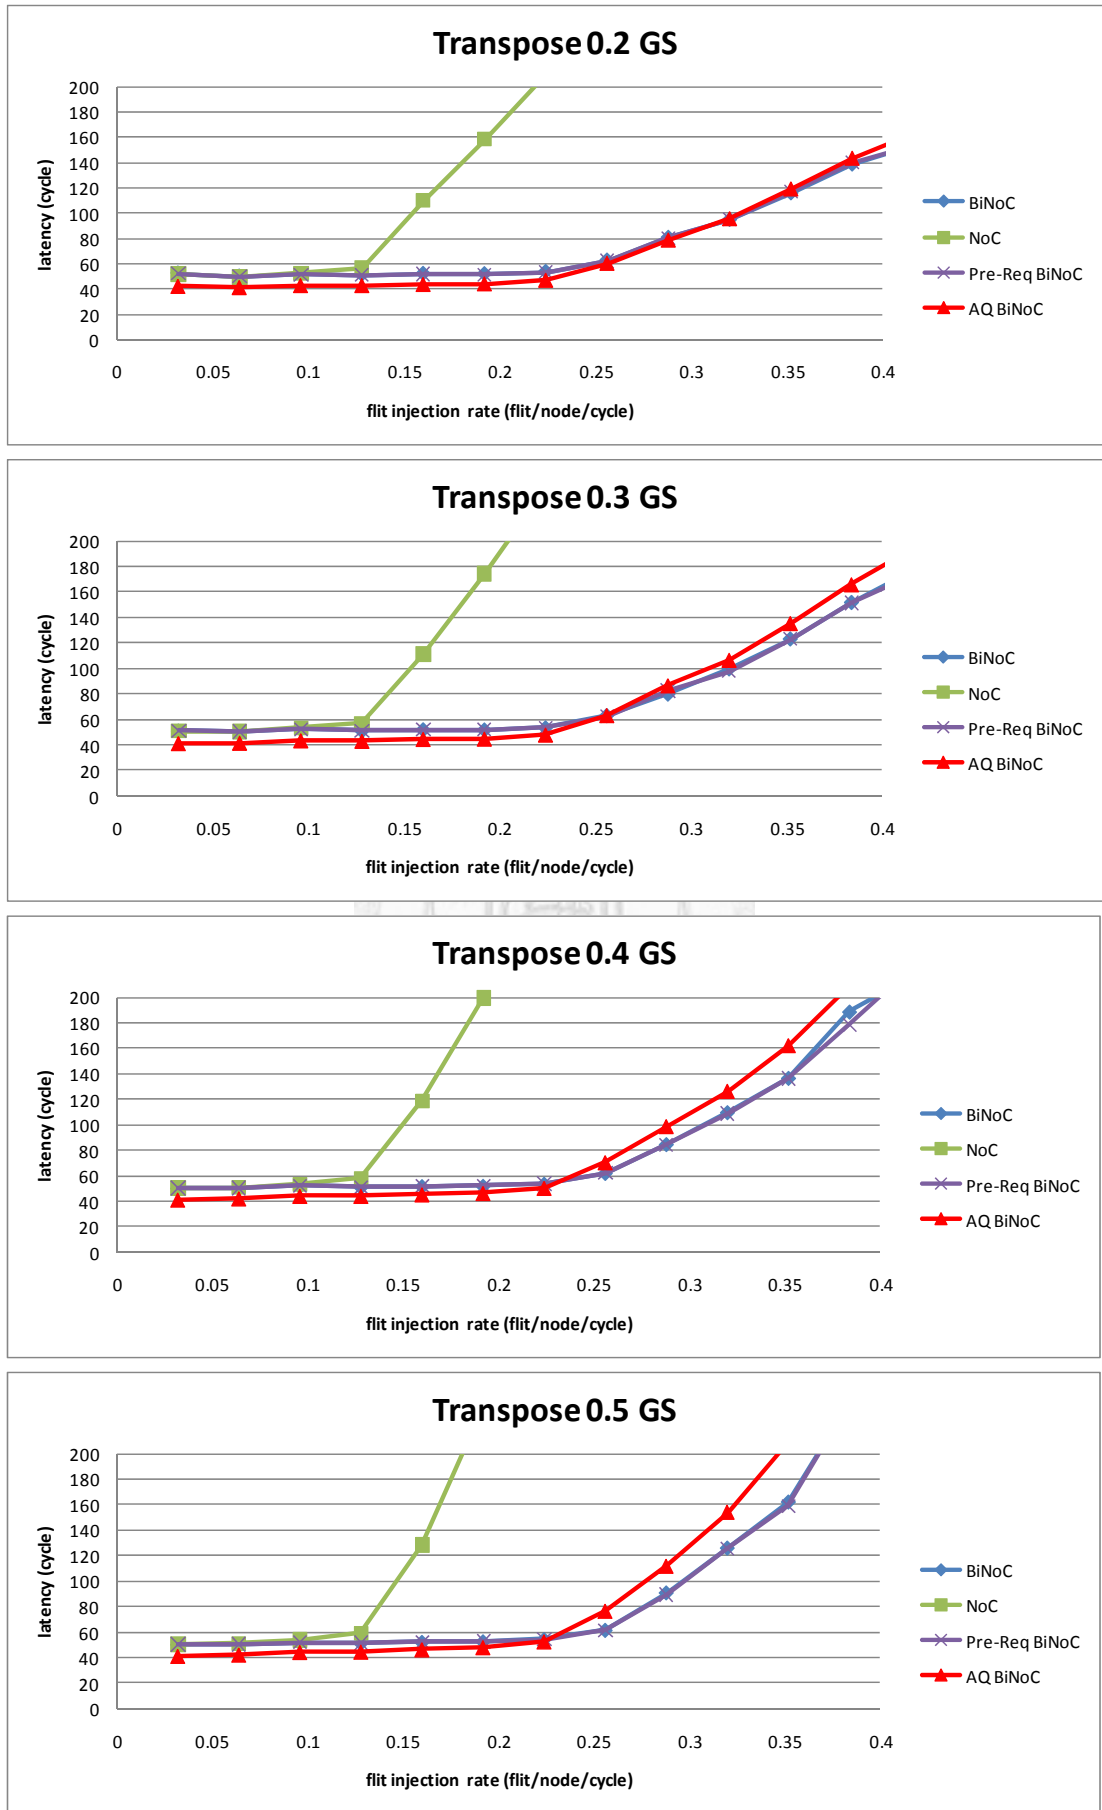 Transpose 0.2 GS
200
180
160
140
120
100
80
60
40
20
0
latency (cycle)
0 0.05 0.1 0.15 0.2 0.25 0.3 0.35 0.4
flit injection rate (flit/node/cycle)
BiNoC
NoC
Pre-Req BiNoC
AQ BiNoC
Transpose 0.3 GS
200
180
160
140
120
100
80
60
40
20
0
latency (cycle)
0 0.05 0.1 0.15 0.2 0.25 0.3 0.35 0.4
flit injection rate (flit/node/cycle)
BiNoC
NoC
Pre-Req BiNoC
AQ BiNoC
Transpose 0.4 GS
200
180
160
140
120
100
80
60
40
20
0
latency (cycle)
0 0.05 0.1 0.15 0.2 0.25 0.3 0.35 0.4
flit injection rate (flit/node/cycle)
BiNoC
NoC
Pre-Req BiNoC
AQ BiNoC
Transpose 0.5 GS
200
180
160
140
120
100
80
60
40
20
0
latency (cycle)
0 0.05 0.1 0.15 0.2 0.25 0.3 0.35 0.4
flit injection rate (flit/node/cycle)
BiNoC
NoC
Pre-Req BiNoC
AQ BiNoC